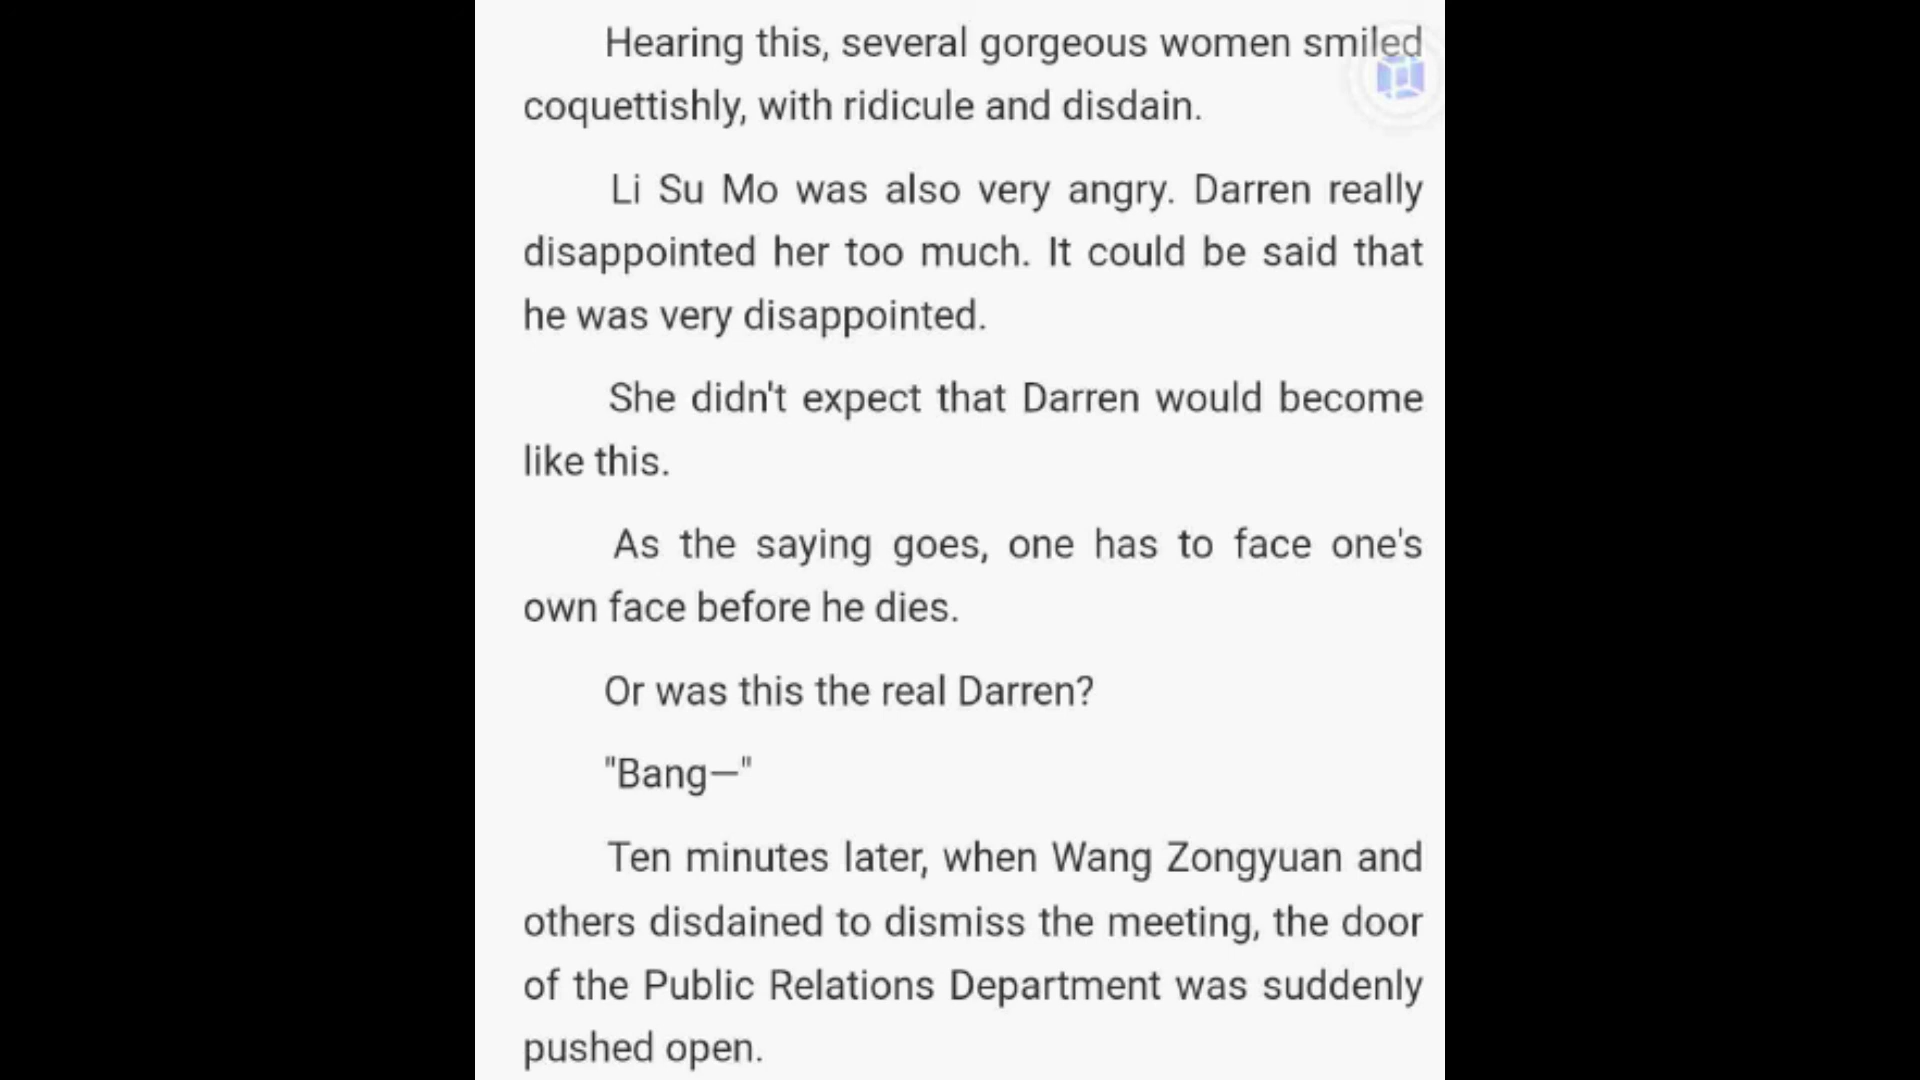 Hearing this, several gorgeous women smiled
coquettishly, with ridicule and disdain.
Li Su Mo was also very angry. Darren really
disappointed her too much. It could be said that
he was very disappointed.
She didn't expect that Darren would become
like this.
As the saying goes, one has to face one's
own face before he dies.
Or was this the real Darren?
"Bang—"
Ten minutes later, when Wang Zongyuan and
others disdained to dismiss the meeting, the door
of the Public Relations Department was suddenly
pushed open.